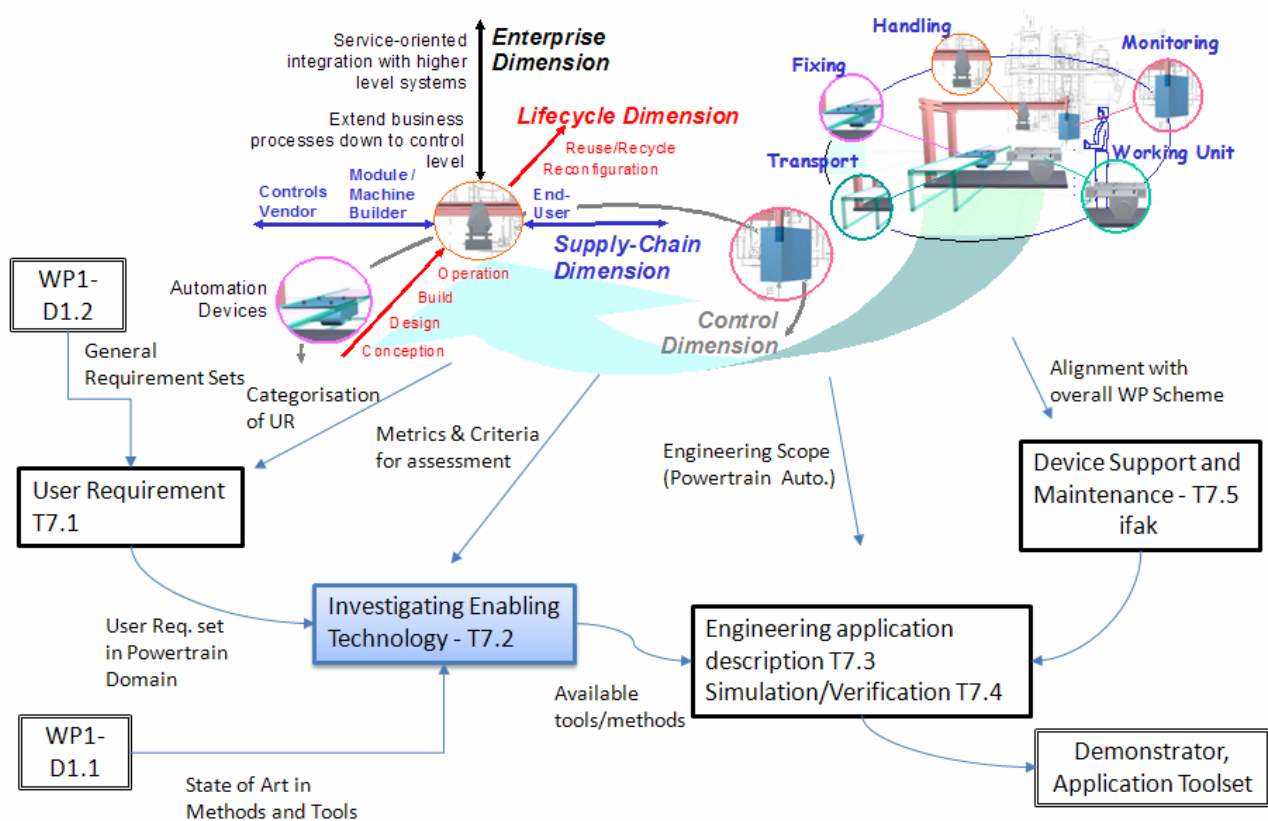 Service-oriented
integration with higher
level systems
Enterprise
Dimension
Extend business
processes down to control
level
Lifecycle Dimension
Reuse/Recycle
Reconfiguration
Controls
Vendor
Module /
Machine
Builder
End-
User
Supply-Chain
Dimension
Operation
Build
Design
Conception
Automation
Devices
Control
Dimension
Handling
Monitoring
Fixing
Transport
Working Unit
WP1-
D1.2
General
Requirement Sets
Categorisation
of UR
Metrics & Criteria
for assessment
Engineering Scope
(Powertrain Auto.)
Alignment with
overall WP Scheme
User Requirement
T7.1
Device Support and
Maintenance - T7.5
ifak
User Req. set
in Powertrain
Domain
Investigating Enabling
Technology - T7.2
Engineering application
description T7.3
Simulation/Verification T7.4
Available
tools/methods
WP1-
D1.1
State of Art in
Methods and Tools
Demonstrator,
Application Toolset